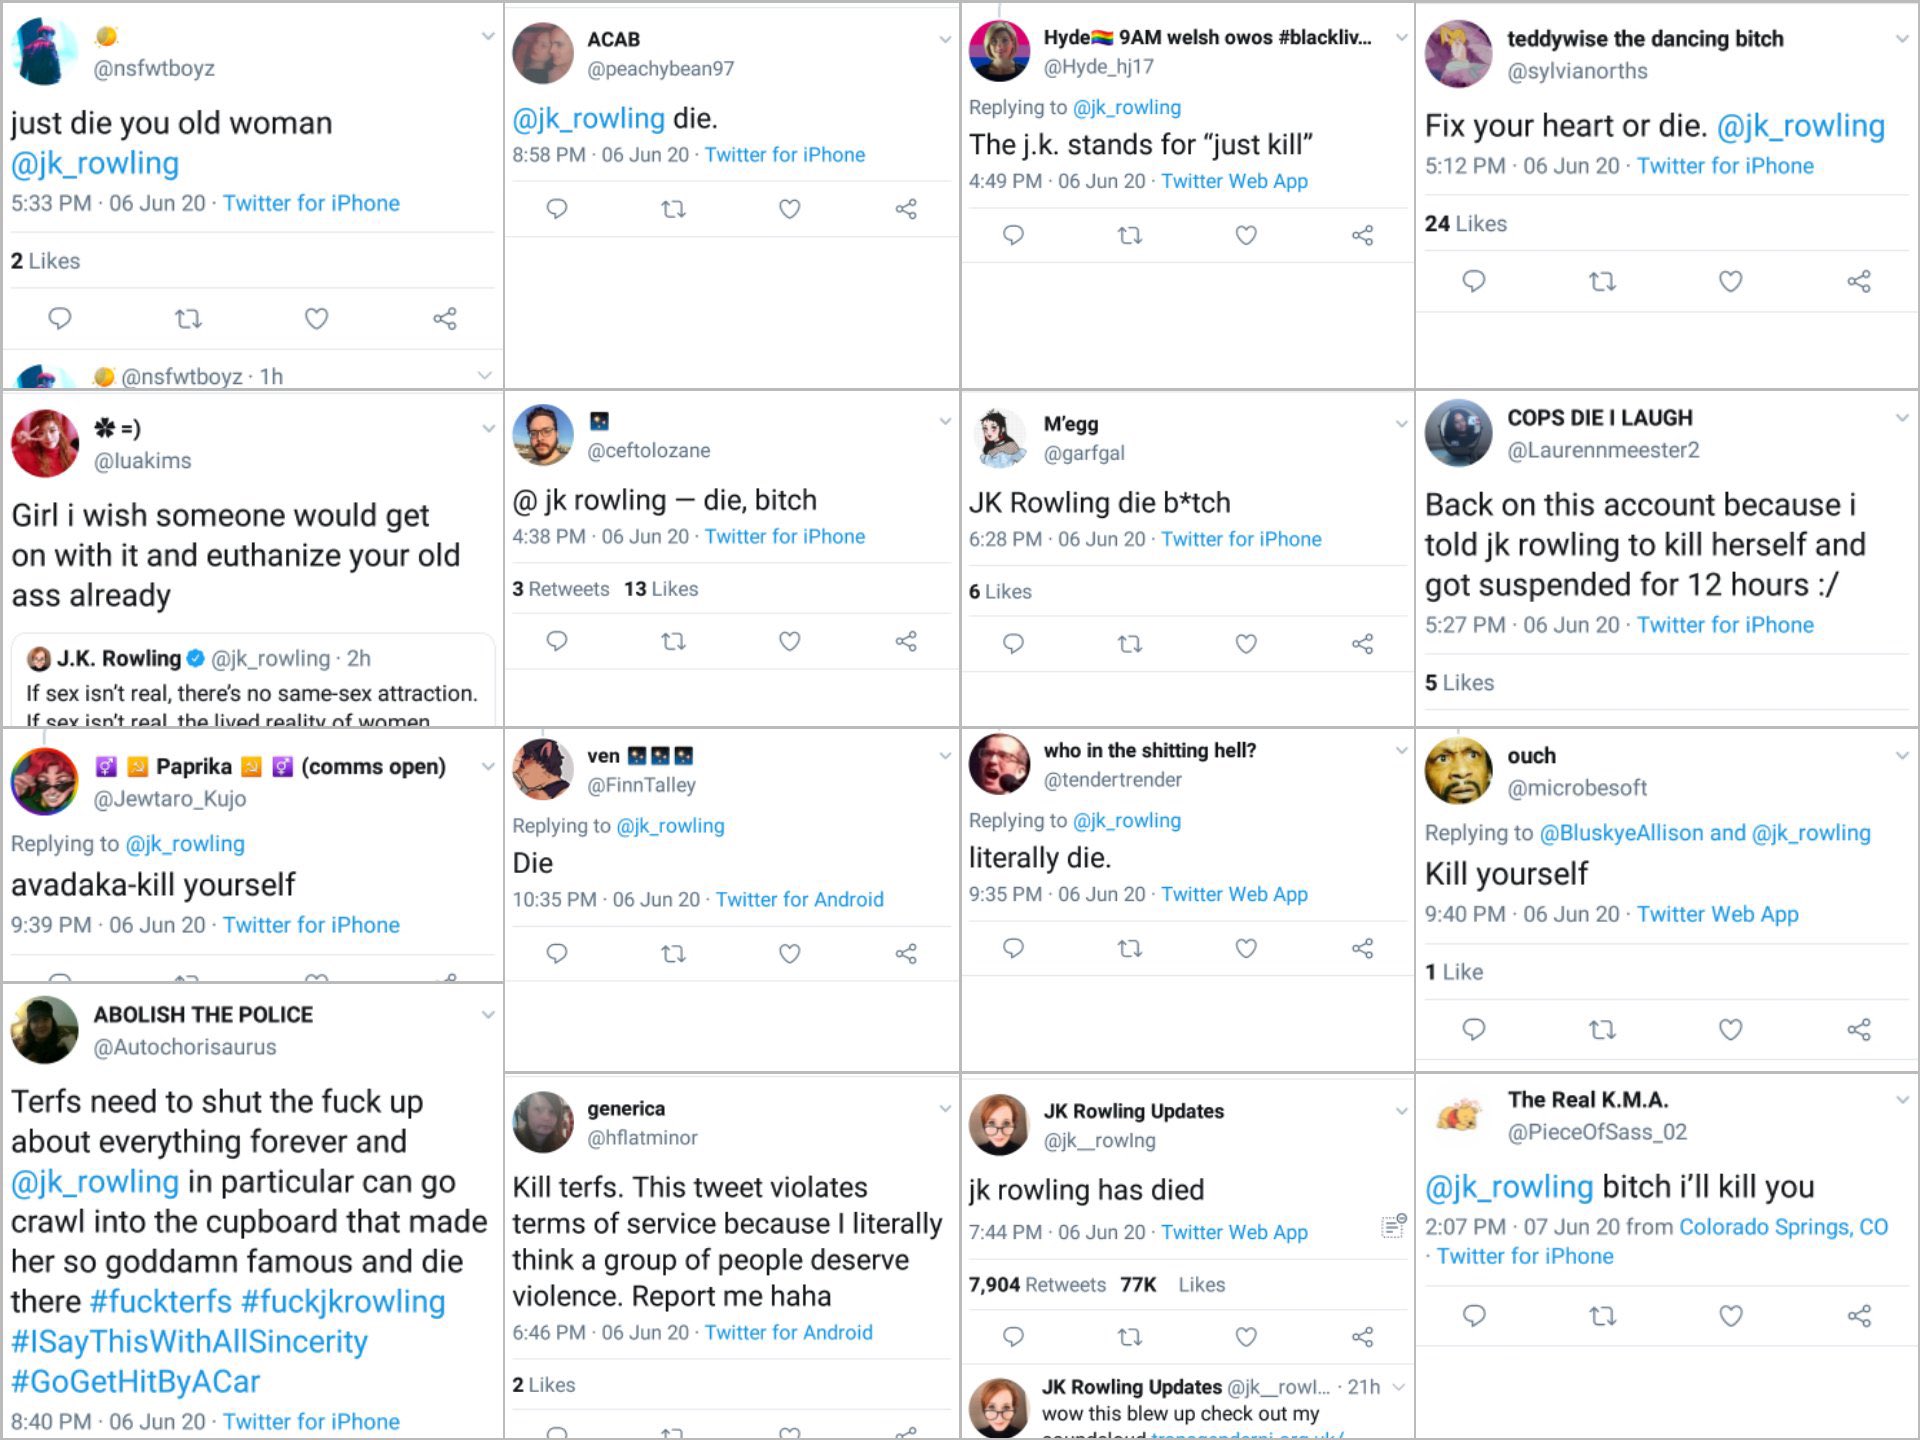 @nsfwtboyz
just die you old woman
@jk_rowling
5:33 PM · 06 Jun 20 · Twitter for iPhone
2 Likes
@nsfwtboyz · 1h
ACAB
@peachybean97
@jk_rowling die.
8:58 PM · 06 Jun 20 · Twitter for iPhone
Hyde🏳️‍🌈 9AM welsh owos #blackliv...
@Hyde_hj17
Replying to @jk_rowling
The j.k. stands for “just kill”
4:49 PM · 06 Jun 20 · Twitter Web App
teddywise the dancing bitch
@sylvianorths
Fix your heart or die. @jk_rowling
5:12 PM · 06 Jun 20 · Twitter for iPhone
24 Likes
=)
@luakims
Girl i wish someone would get
on with it and euthanize your old
ass already
J.K. Rowling @jk_rowling · 2h
If sex isn’t real, there’s no same-sex attraction.
If sex isn’t real, the lived reality of women
@ceftolozane
@ jk rowling — die, bitch
4:38 PM · 06 Jun 20 · Twitter for iPhone
3 Retweets 13 Likes
M’egg
@garfgal
JK Rowling die b*tch
6:28 PM · 06 Jun 20 · Twitter for iPhone
6 Likes
COPS DIE I LAUGH
@Laurennmeester2
Back on this account because i
told jk rowling to kill herself and
got suspended for 12 hours :/
5:27 PM · 06 Jun 20 · Twitter for iPhone
5 Likes
Paprika (comms open)
@Jewtaro_Kujo
Replying to @jk_rowling
avadaka-kill yourself
9:39 PM · 06 Jun 20 · Twitter for iPhone
ven
@FinnTalley
Replying to @jk_rowling
Die
10:35 PM · 06 Jun 20 · Twitter for Android
who in the shitting hell?
@tendertrender
Replying to @jk_rowling
literally die.
9:35 PM · 06 Jun 20 · Twitter Web App
ouch
@microbesoft
Replying to @BluskyeAllison and @jk_rowling
Kill yourself
9:40 PM · 06 Jun 20 · Twitter Web App
1 Like
ABOLISH THE POLICE
@Autochorisaurus
Terfs need to shut the fuck up
about everything forever and
@jk_rowling in particular can go
crawl into the cupboard that made
her so goddamn famous and die
there #fuckterfs #fuckjkrowling
#ISayThisWithAllSincerity
#GoGetHitByACar
8:40 PM · 06 Jun 20 · Twitter for iPhone
generica
@hflatminor
Kill terfs. This tweet violates
terms of service because I literally
think a group of people deserve
violence. Report me haha
6:46 PM · 06 Jun 20 · Twitter for Android
2 Likes
JK Rowling Updates
@jk__rowlng
jk rowling has died
7:44 PM · 06 Jun 20 · Twitter Web App
7,904 Retweets 77K Likes
JK Rowling Updates @jk__rowl... · 21h
wow this blew up check out my
The Real K.M.A.
@PieceOfSass_02
@jk_rowling bitch i’ll kill you
2:07 PM · 07 Jun 20 from Colorado Springs, CO
· Twitter for iPhone